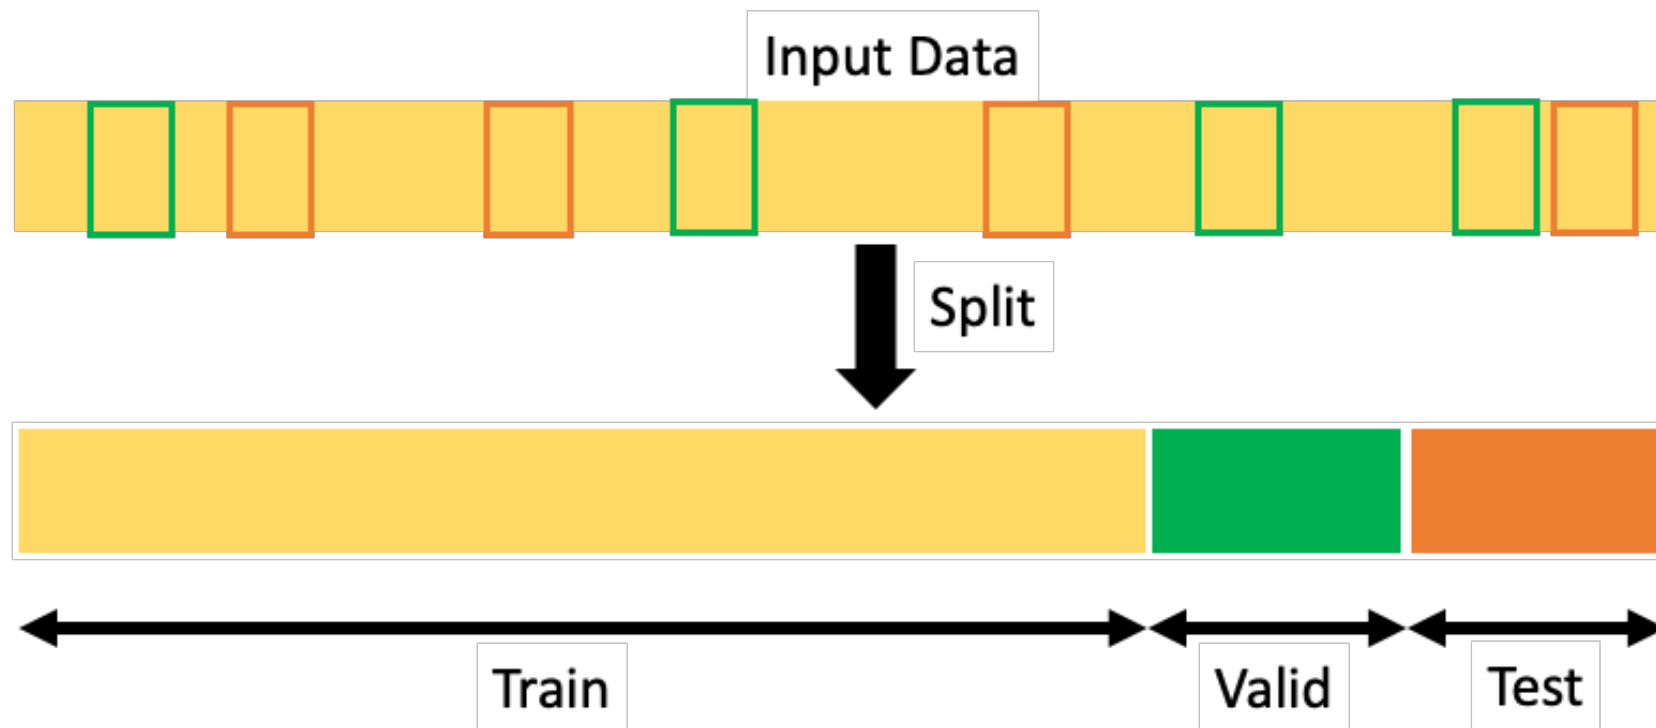 Input Data
Split
Train
Valid
Test